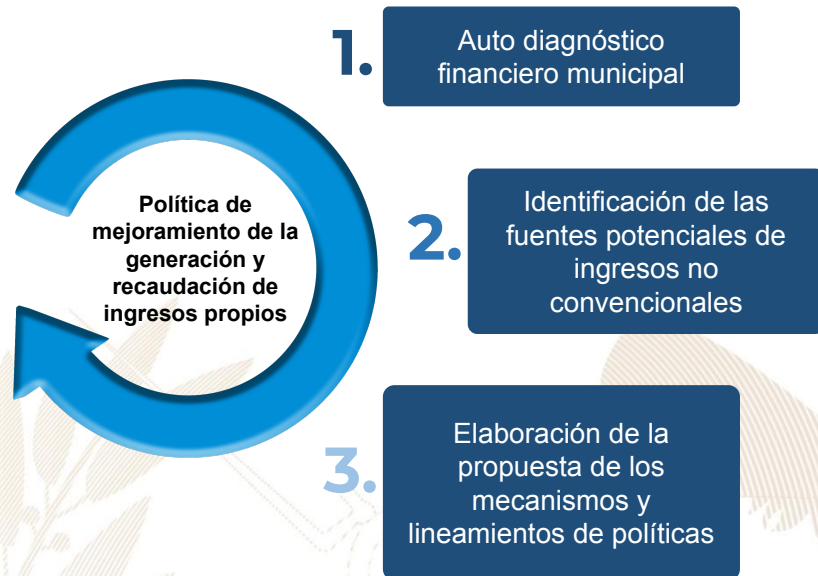 Política de
mejoramiento de la
generación y
recaudación de
ingresos propios
1.
Auto diagnóstico
financiero municipal
2.
Identificación de las
fuentes potenciales de
ingresos no
convencionales
3.
Elaboración de la
propuesta de los
mecanismos y
lineamientos de políticas